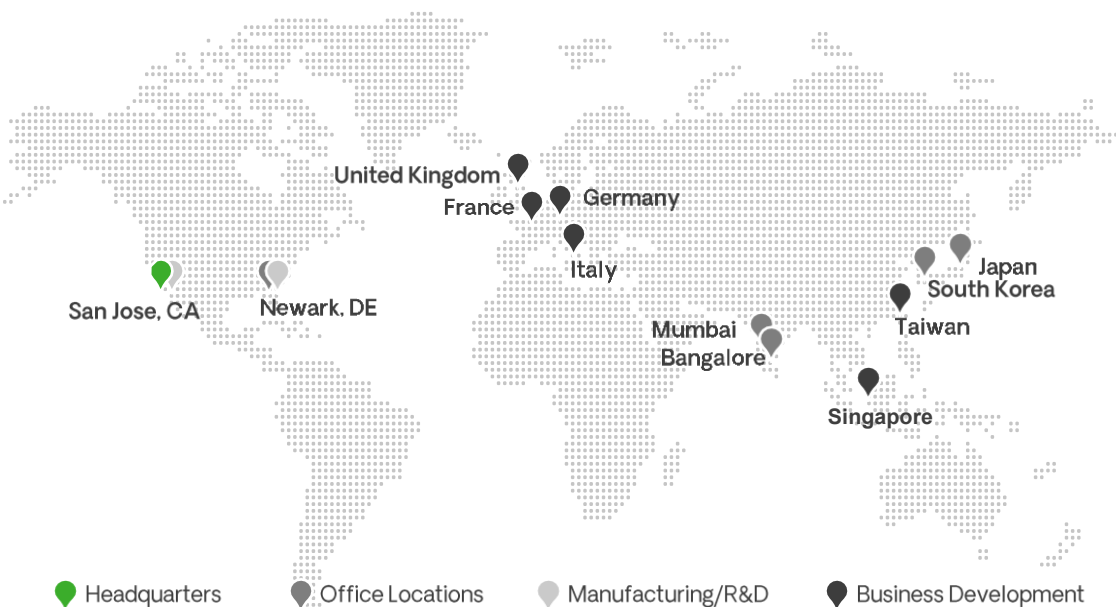 United Kingdom
Germany
France
Italy
Japan
South Korea
San Jose, CA
Newark, DE
Taiwan
Mumbai
Bangalore
Singapore
Headquarters
Office Locations
Manufacturing/R&D
Business Development